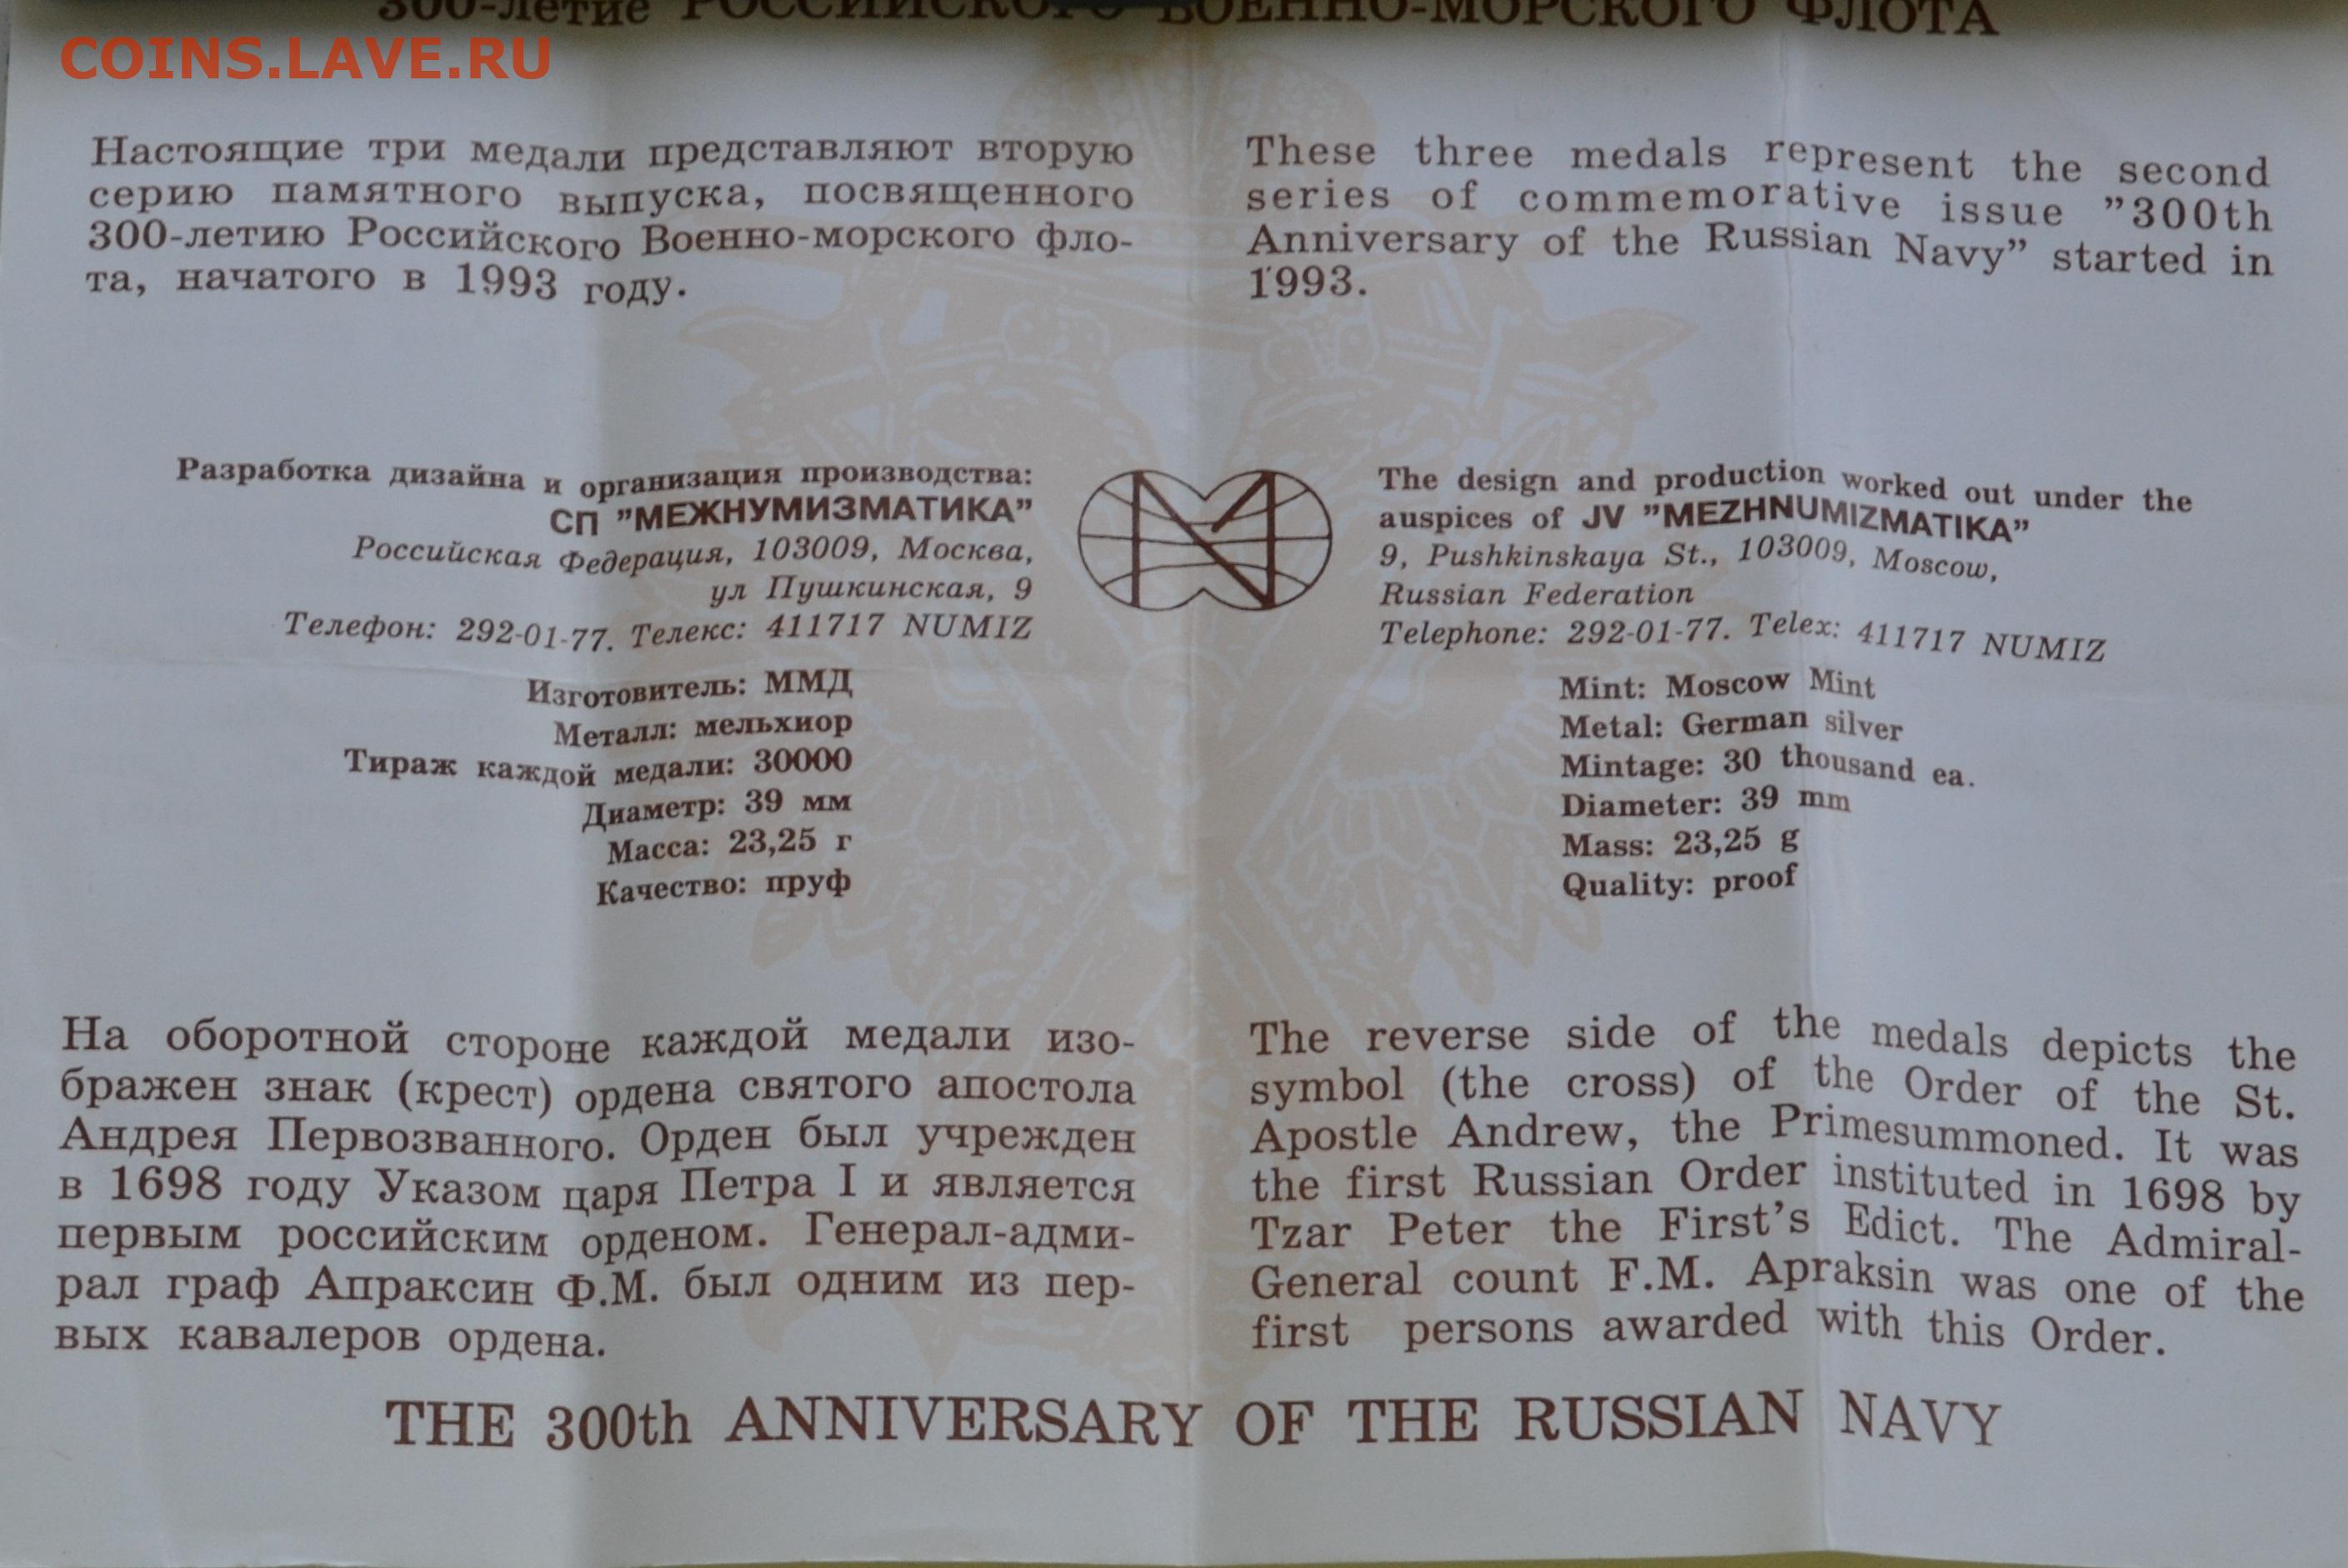 300-летие РОССИЙСКОГО ВОЕННО-МОРСКОГО ФЛОТА
COINS.LAVE.RU
Настоящие три медали представляют вторую
серию памятного выпуска, посвященного
300-летию Российского Военно-морского фло-
та, начатого в 1993 году.
These three medals represent the second
series of commemorative issue ”300th
Anniversary of the Russian Navy” started in
1993.
Разработка дизайна и организация производства:
СП ”МЕЖНУМИЗМАТИКА”
Российская Федерация, 103009, Москва,
ул Пушкинская, 9
Телефон: 292-01-77. Телекс: 411717 NUMIZ
Изготовитель: ММД
Металл: мельхиор
Тираж каждой медали: 30000
Диаметр: 39 мм
Масса: 23,25 г
Качество: пруф
The design and production worked out under the
auspices of JV ”MEZHNUMIZMATIKA”
9, Pushkinskaya St., 103009, Moscow,
Russian Federation
Telephone: 292-01-77. Telex: 411717 NUMIZ
Mint: Moscow Mint
Metal: German silver
Mintage: 30 thousand ea.
Diameter: 39 mm
Mass: 23,25 g
Quality: proof
На оборотной стороне каждой медали изо-
бражен знак (крест) ордена святого апостола
Андрея Первозванного. Орден был учрежден
в 1698 году Указом царя Петра I и является
первым российским орденом. Генерал-адми-
рал граф Апраксин Ф.М. был одним из пер-
вых кавалеров ордена.
The reverse side of the medals depicts the
symbol (the cross) of the Order of the St.
Apostle Andrew, the Primesummoned. It was
the first Russian Order instituted in 1698 by
Tzar Peter the First’s Edict. The Admiral-
General count F.M. Apraksin was one of the
first persons awarded with this Order.
THE 300th ANNIVERSARY OF THE RUSSIAN NAVY